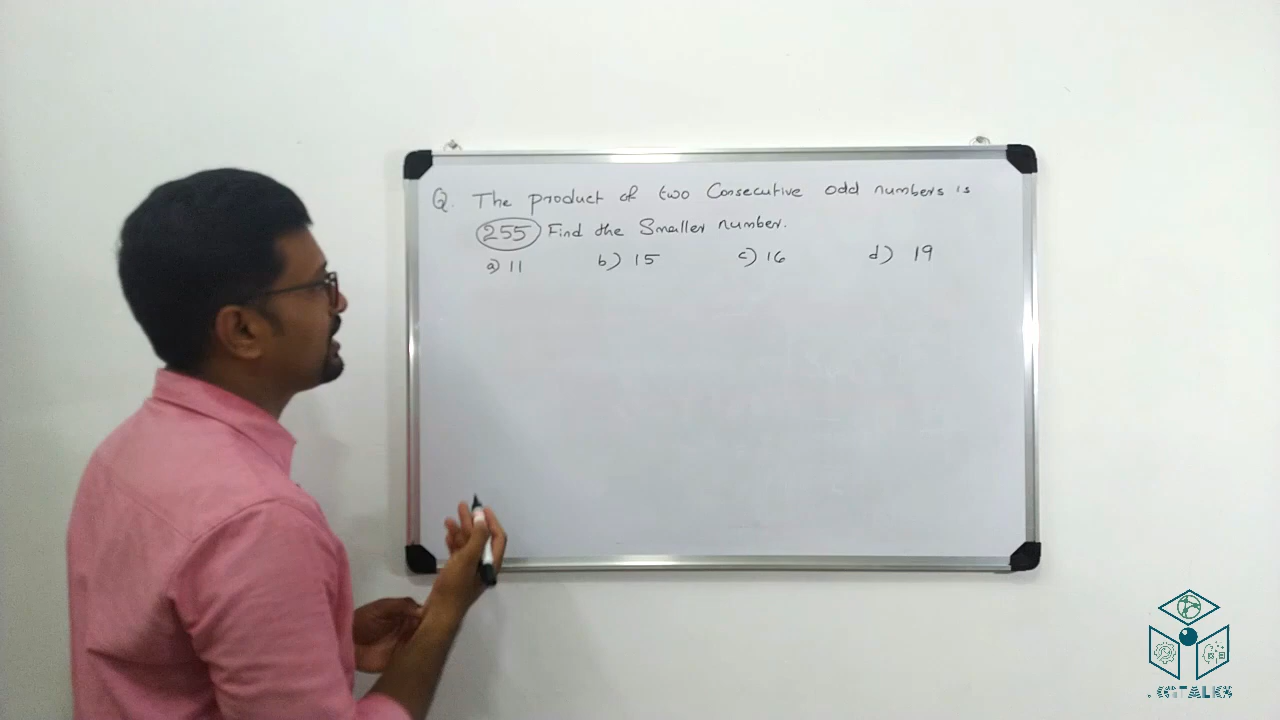 Q. The product of two Consecutive odd numbers is
255 Find the Smaller number.
a) 11 b) 15 c) 16 d) 19